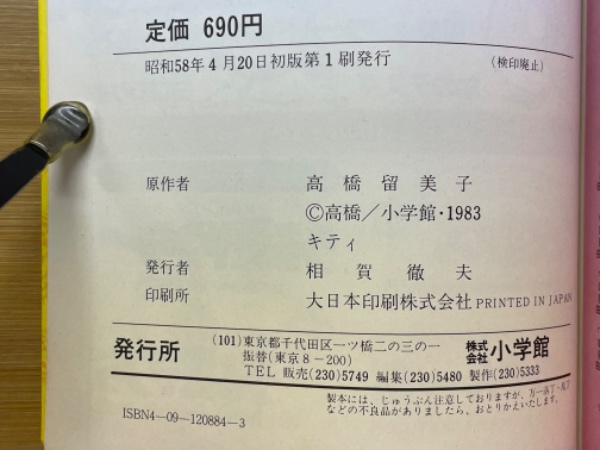 定価 690円
昭和58年4月20日初版第1刷発行 (検印廃止)
原作者 高橋留美子
©高橋／小学館・1983
キティ
発行者 相賀徹夫
印刷所 大日本印刷株式会社 PRINTED IN JAPAN
発行所 (101)東京都千代田区一ツ橋二の三の一 株式会社 小学館
振替(東京8－200)
TEL 販売(230)5749 編集(230)5480 製作(230)5333
製本には、じゅうぶん注意しておりますが、万一落丁・乱丁
などの不良品がありましたら、おとりかえいたします。
ISBN4—09—120884—3